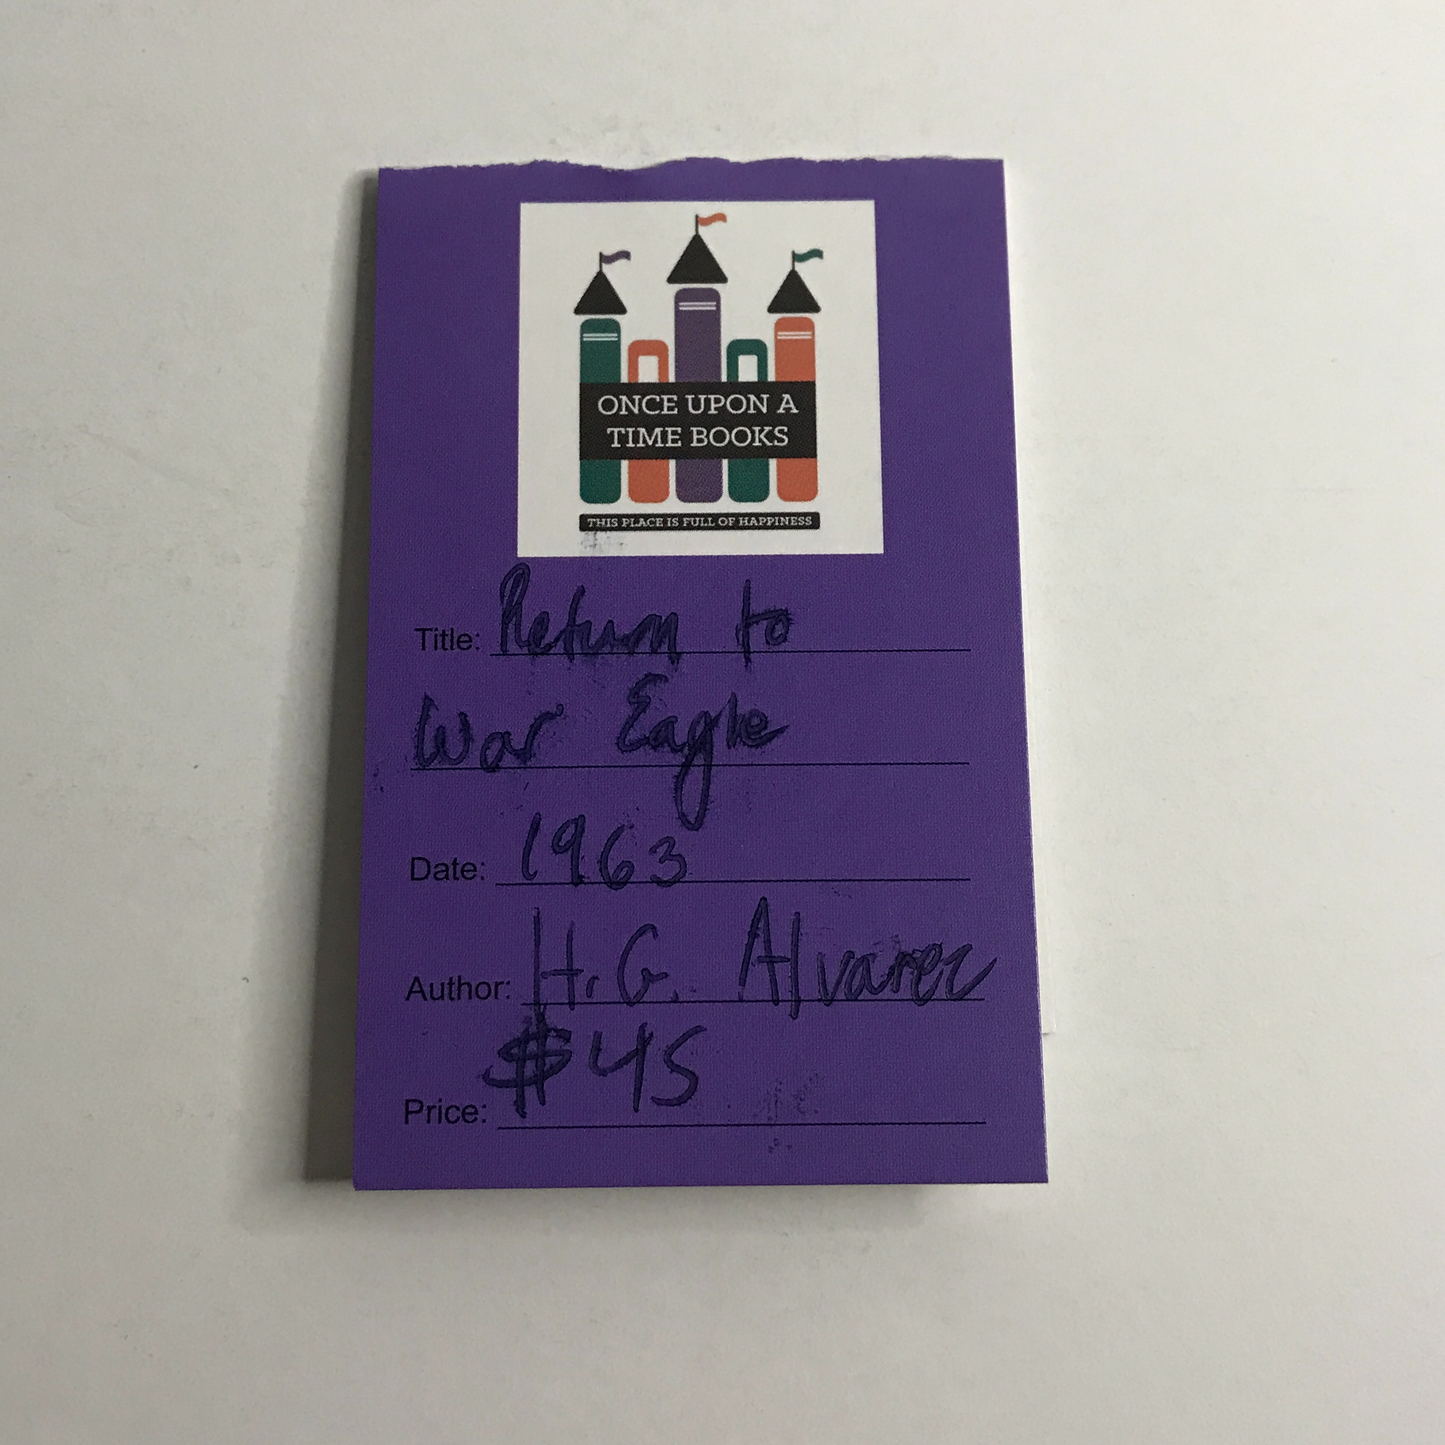 ONCE UPON A
TIME BOOKS
THIS PLACE IS FULL OF HAPPINESS
Title: Return to
War Eagle
Date: 1963
Author: H.G. Alvarez
Price: $45